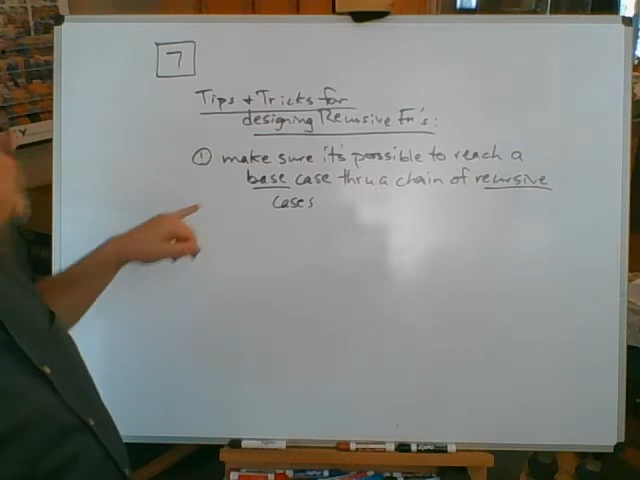 7
Tips + Tricks for
designing Recursive Fn's:
① make sure it's possible to reach a
base case thru a chain of recursive
cases